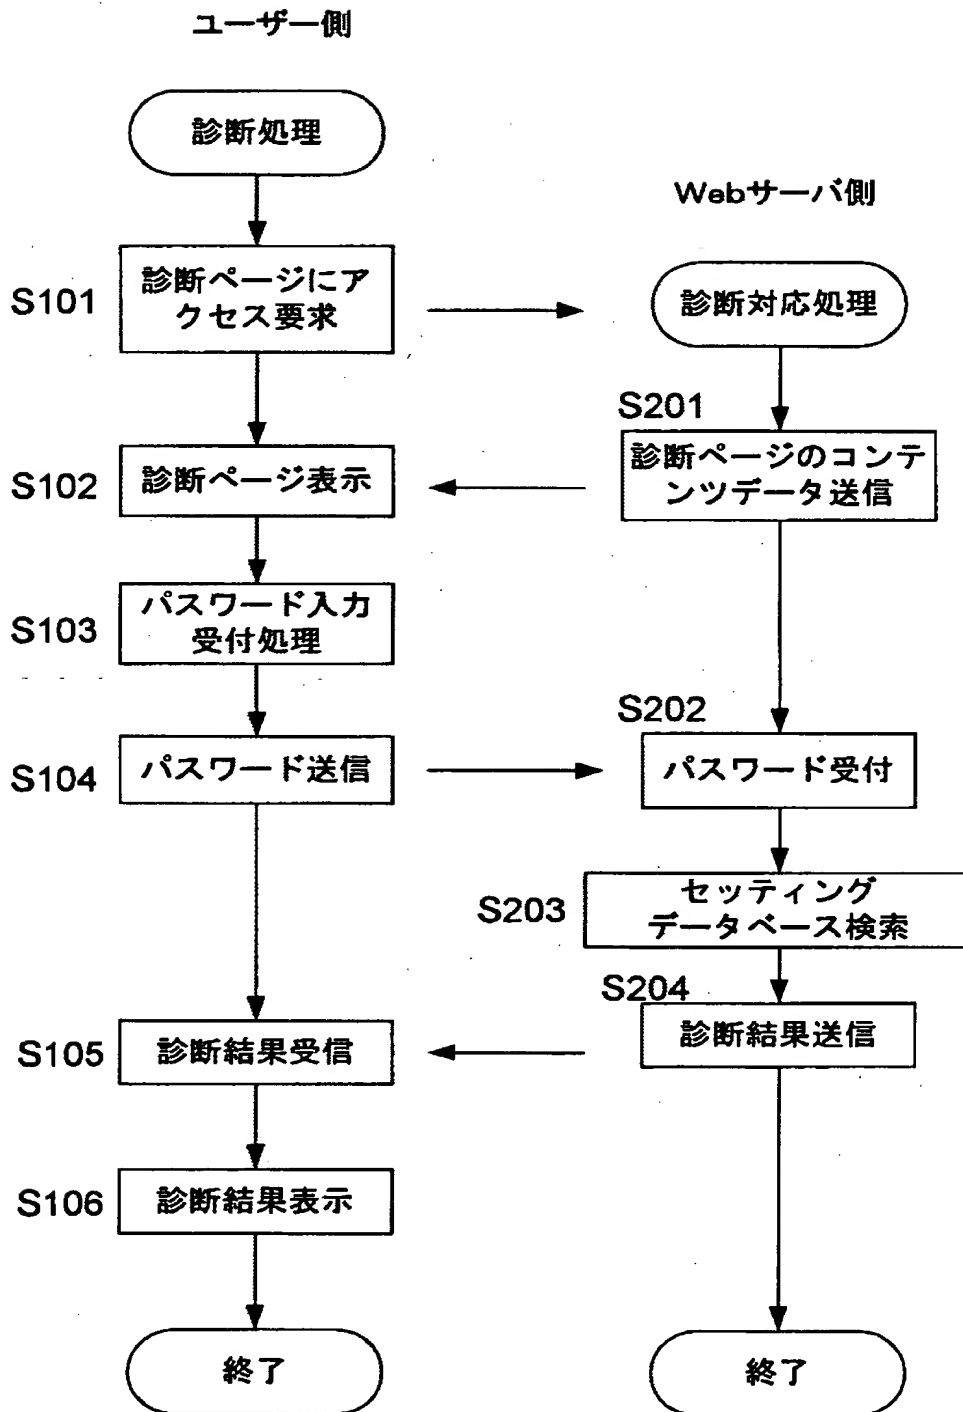 ユーザー側
診断処理
S101
診断ページにア
クセス要求
S102
診断ページ表示
S103
パスワード入力
受付処理
S104
パスワード送信
S105
診断結果受信
S106
診断結果表示
終了
Webサーバ側
診断対応処理
S201
診断ページのコンテ
ンツデータ送信
S202
パスワード受付
S203
セッティング
データベース検索
S204
診断結果送信
終了